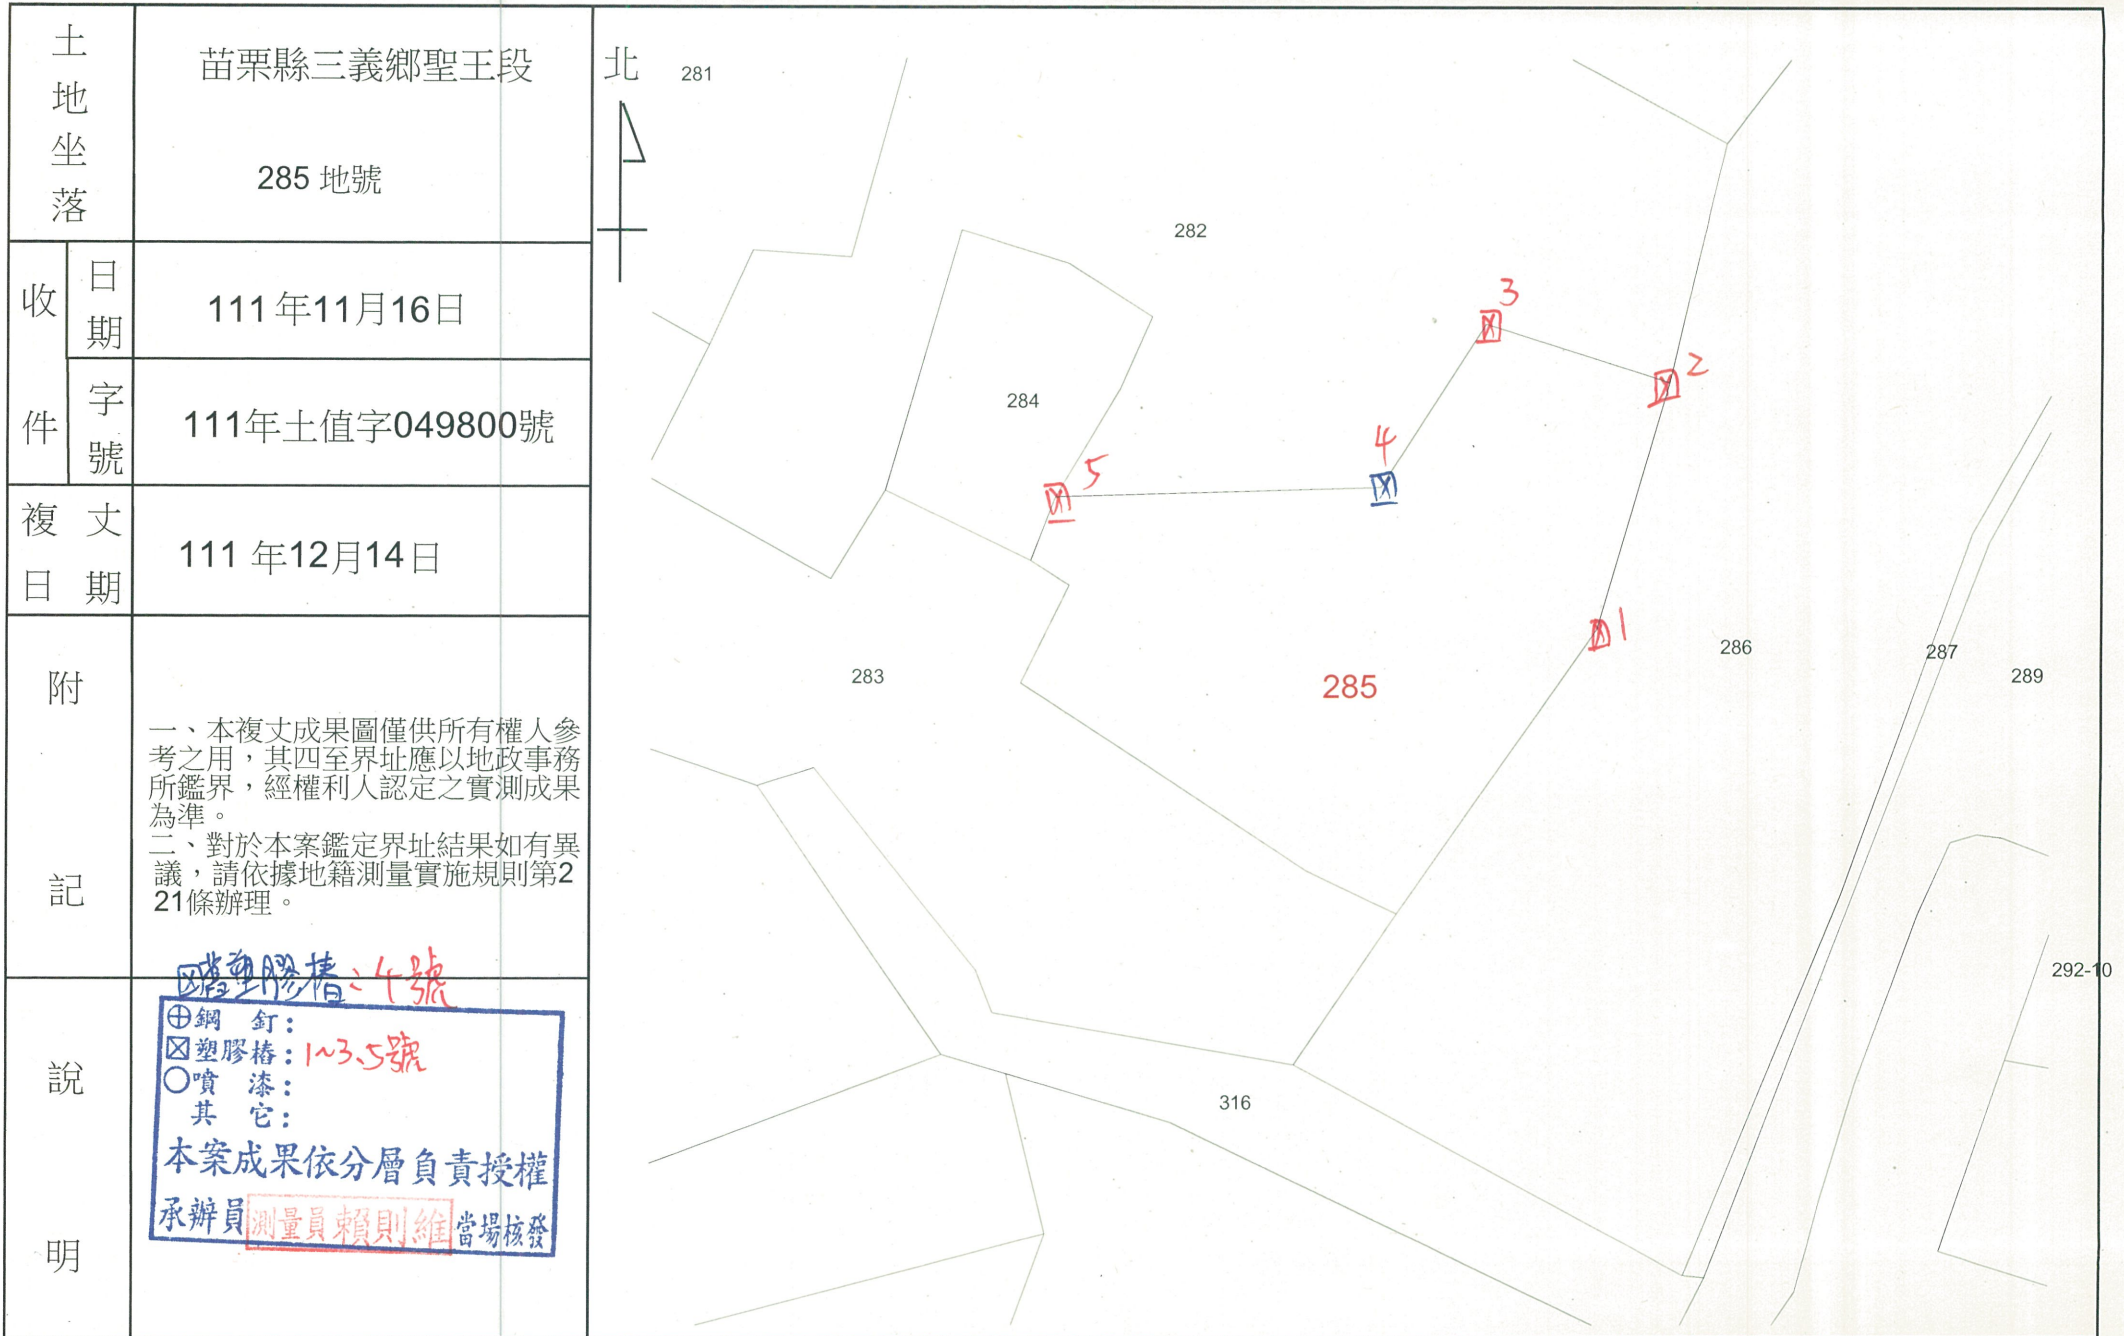 土地坐落
苗栗縣三義鄉聖王段
285 地號
收件
日期
111 年11月16日
字號
111年土值字049800號
複丈日期
111 年12月14日
附記
一、本複丈成果圖僅供所有權人參
考之用，其四至界址應以地政事務
所鑑界，經權利人認定之實測成果
為準。
二、對於本案鑑定界址結果如有異
議，請依據地籍測量實施規則第2
21條辦理。
說明
舊塑膠樁：4號
⊕鋼 釘：
☒塑膠樁：1~3、5號
○噴 漆：
其 它：
本案成果依分層負責授權
承辦員 測量員賴則維 當場核發
北
281
282
3
2
284
4
5
1
286
287
289
283
285
292-10
316